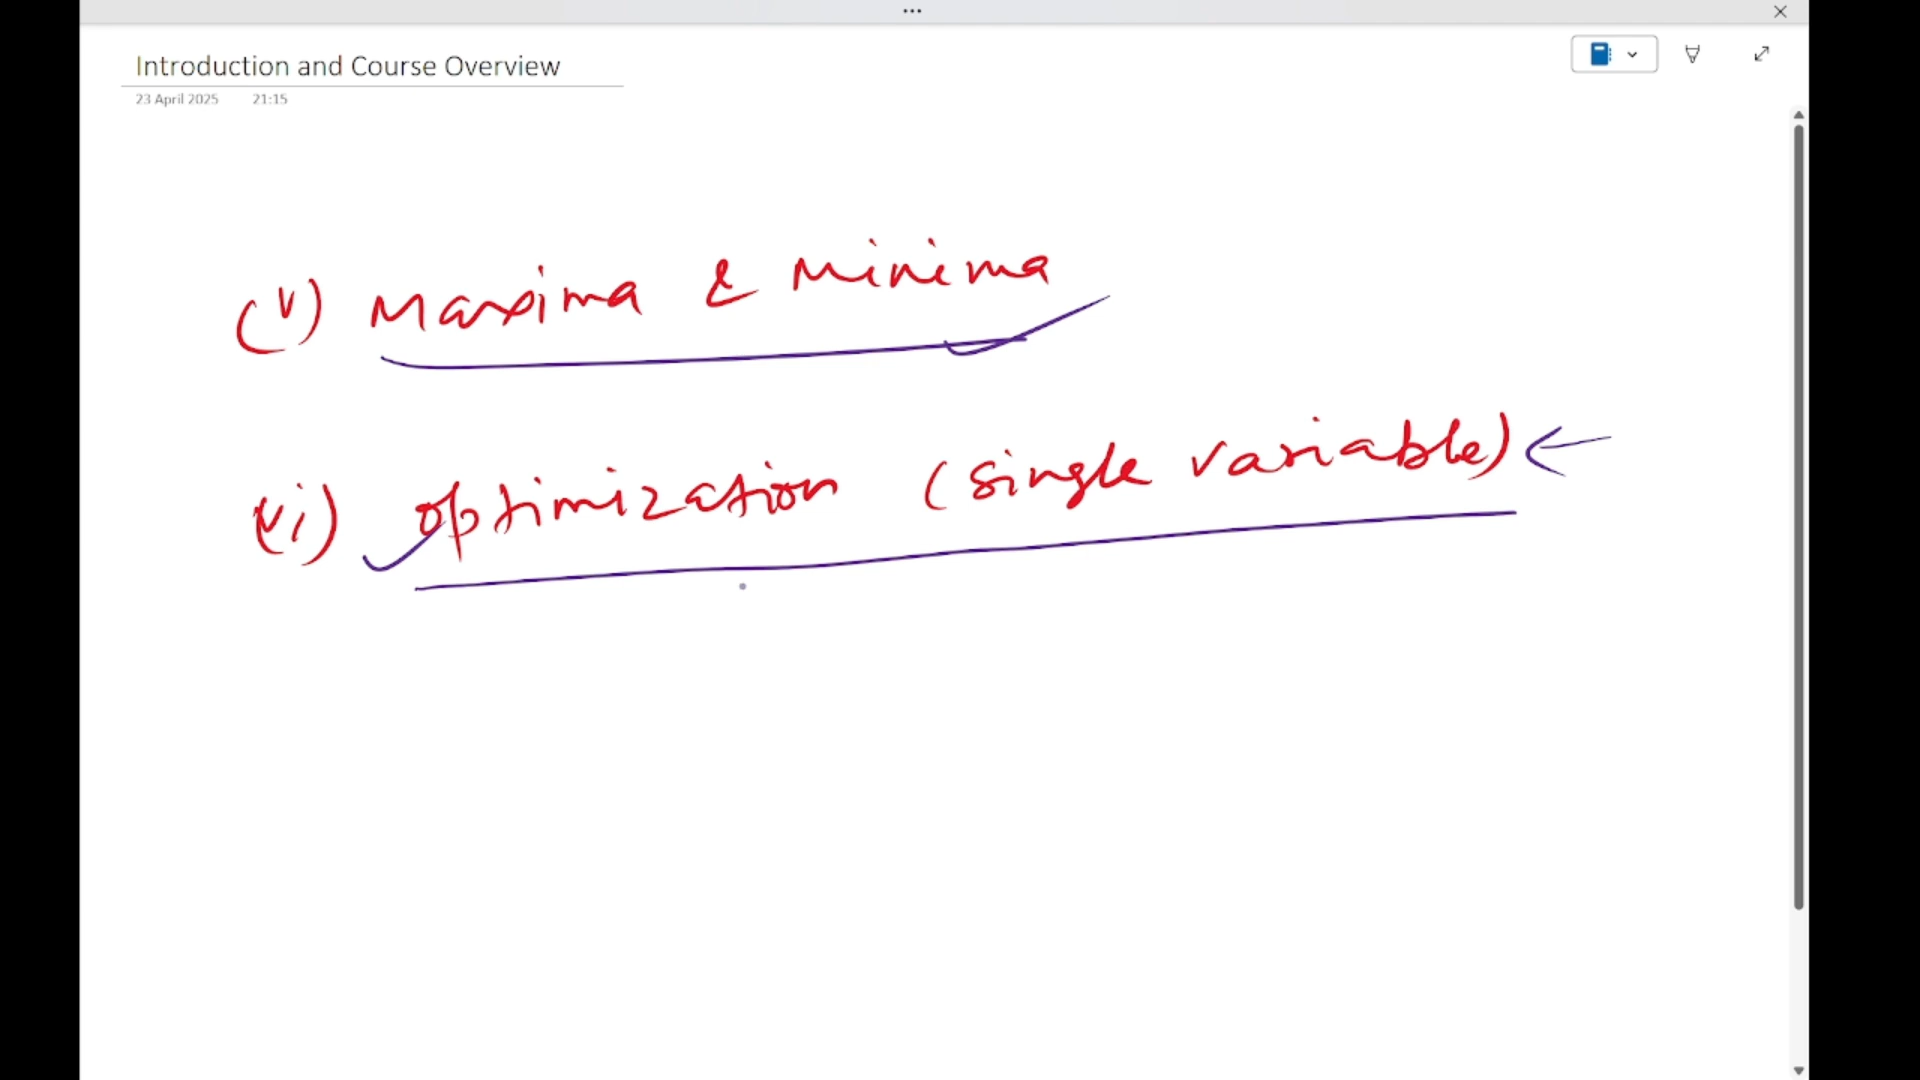 Introduction and Course Overview
23 April 2025 21:15
(v) Maxima & Minima
(vi) optimization (single variable) ←